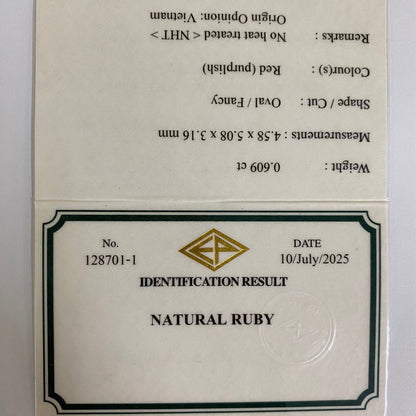 Weight : 0.609 ct
Measurements : 4.58 x 5.08 x 3.16 mm
Shape / Cut : Oval / Fancy
Colour(s) : Red (purplish)
Remarks : No heat treated < NHT >
Origin Opinion: Vietnam
No.
128701-1
DATE
10/July/2025
IDENTIFICATION RESULT
NATURAL RUBY